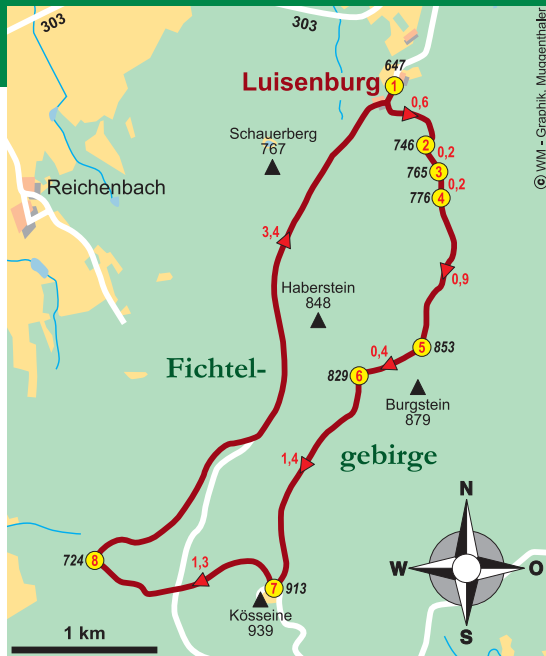 303
303
647
Luisenburg
1
0,6
Schauerberg
767
746
2
0,2
765
3
776
4
0,2
Reichenbach
3,4
0,9
Haberstein
848
Fichtel-
0,4
5
853
829
6
Burgstein
879
1,4
gebirge
N
W
O
S
724
8
1,3
7
913
Kösseine
939
1 km
© WM - Graphik, Muggenthaler